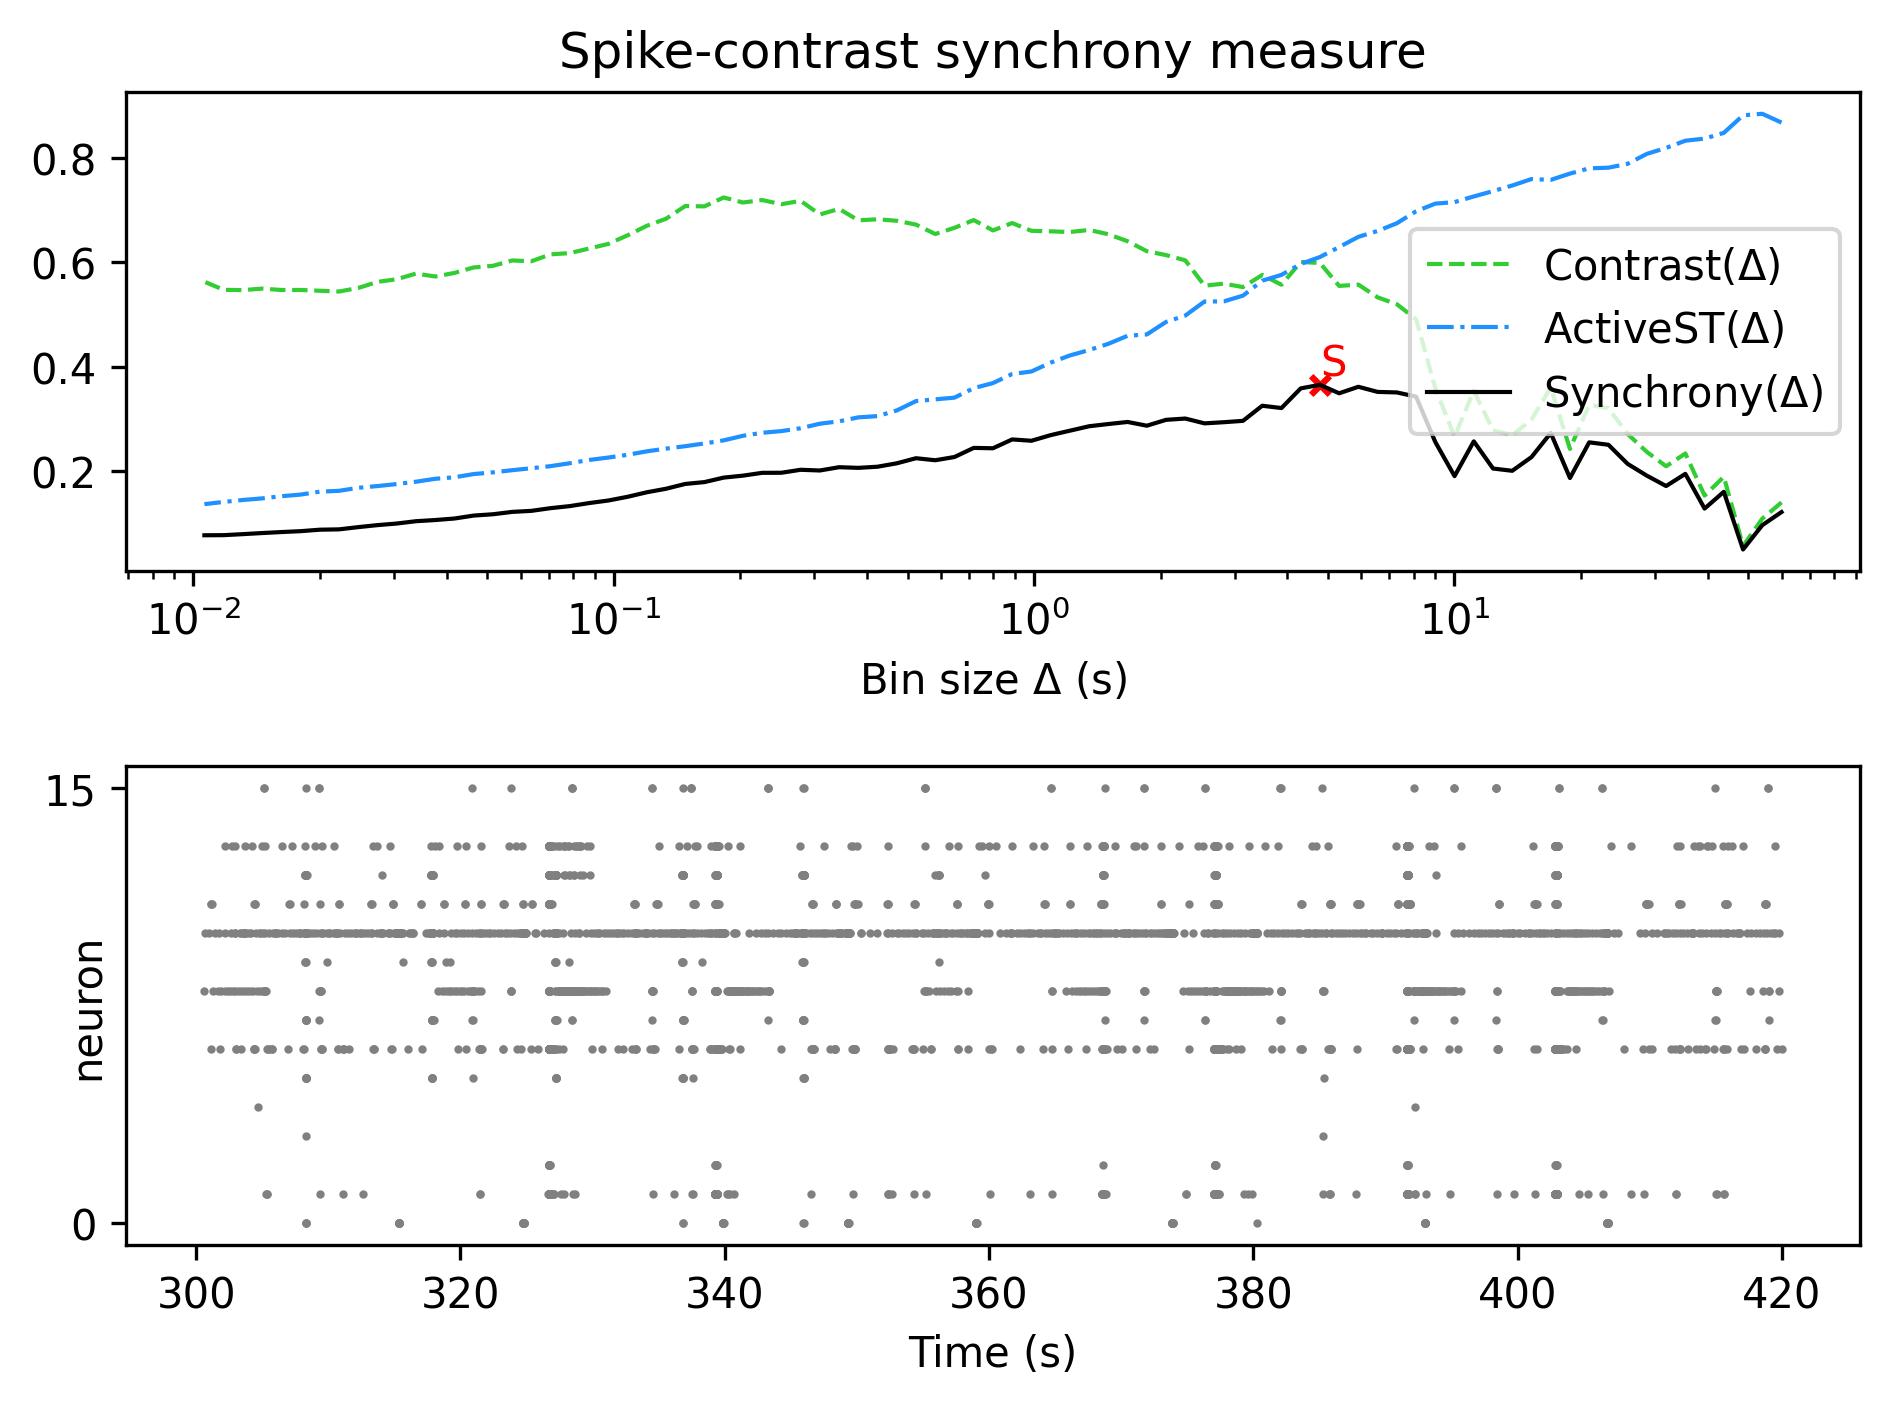 Spike-contrast synchrony measure
0.8
0.6
0.4
0.2
S
Contrast(Δ)
ActiveST(Δ)
Synchrony(Δ)
10⁻² 10⁻¹ 10⁰ 10¹
Bin size Δ (s)
15
neuron
0
300 320 340 360 380 400 420
Time (s)